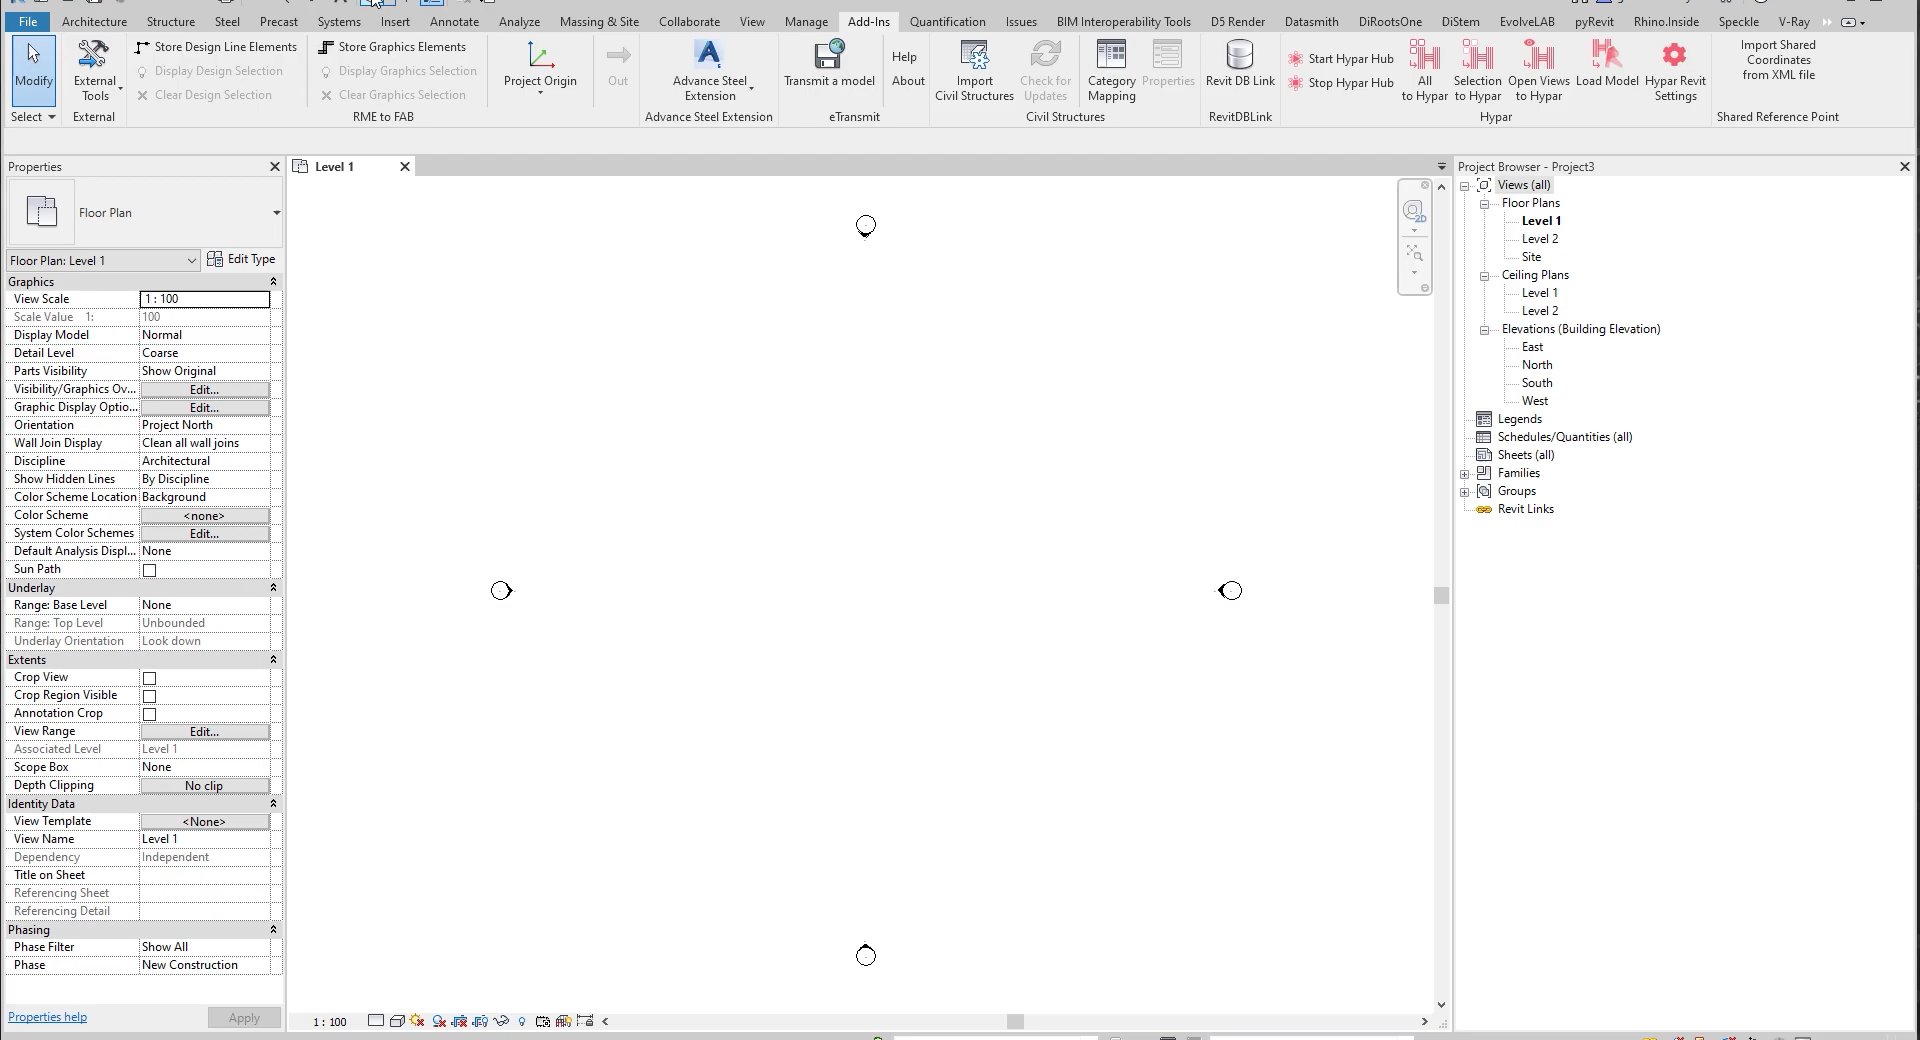 File Architecture Structure Steel Precast Systems Insert Annotate Analyze Massing & Site Collaborate View Manage Add-Ins Quantification Issues BIM Interoperability Tools D5 Render Datasmith DiRootsOne DiStem EvolveLAB pyRevit Rhino.Inside Speckle V-Ray
Modify
Select
External
Tools
External
Store Design Line Elements
Display Design Selection
Clear Design Selection
Store Graphics Elements
Display Graphics Selection
Clear Graphics Selection
RME to FAB
Project Origin
Out
Advance Steel
Extension
Advance Steel Extension
Transmit a model
Help
About
eTransmit
Import
Civil Structures
Check for
Updates
Category
Mapping
Properties
Civil Structures
Revit DB Link
RevitDBLink
Start Hypar Hub
Stop Hypar Hub
All
to Hypar
Selection
to Hypar
Open Views
to Hypar
Load Model
Hypar Revit
Settings
Hypar
Import Shared
Coordinates
from XML file
Shared Reference Point
Properties
Floor Plan
Floor Plan: Level 1
Edit Type
Graphics
View Scale 1 : 100
Scale Value 1: 100
Display Model Normal
Detail Level Coarse
Parts Visibility Show Original
Visibility/Graphics Ov... Edit...
Graphic Display Optio... Edit...
Orientation Project North
Wall Join Display Clean all wall joins
Discipline Architectural
Show Hidden Lines By Discipline
Color Scheme Location Background
Color Scheme <none>
System Color Schemes Edit...
Default Analysis Displ... None
Sun Path
Underlay
Range: Base Level None
Range: Top Level Unbounded
Underlay Orientation Look down
Extents
Crop View
Crop Region Visible
Annotation Crop
View Range Edit...
Associated Level Level 1
Scope Box None
Depth Clipping No clip
Identity Data
View Template <None>
View Name Level 1
Dependency Independent
Title on Sheet
Referencing Sheet
Referencing Detail
Phasing
Phase Filter Show All
Phase New Construction
Properties help
Apply
Level 1
2D
1 : 100
Project Browser - Project3
Views (all)
Floor Plans
Level 1
Level 2
Site
Ceiling Plans
Level 1
Level 2
Elevations (Building Elevation)
East
North
South
West
Legends
Schedules/Quantities (all)
Sheets (all)
Families
Groups
Revit Links